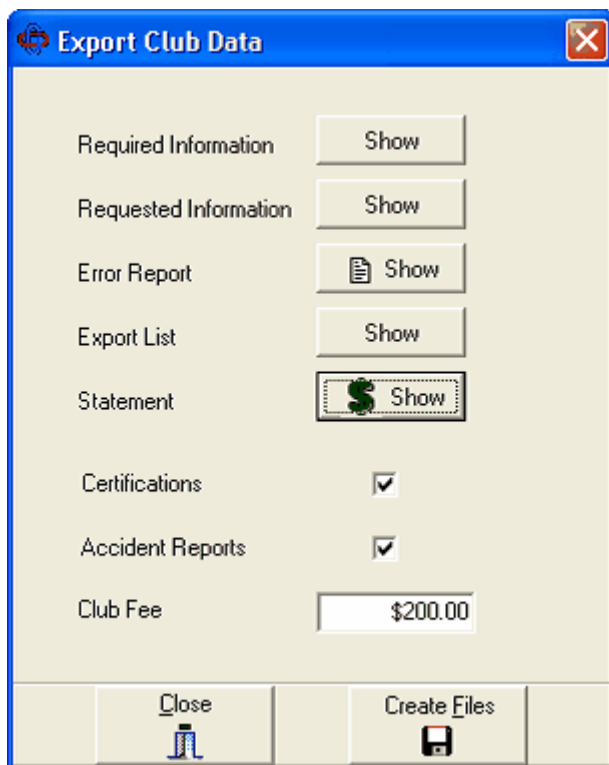 Export Club Data
Required Information Show
Requested Information Show
Error Report Show
Export List Show
Statement $ Show
Certifications
Accident Reports
Club Fee $200.00
Close Create Files